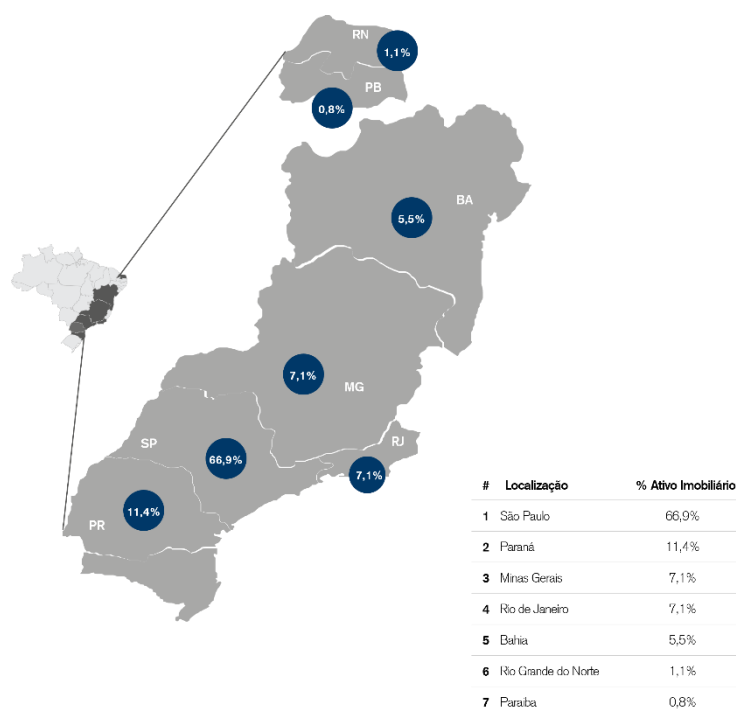 RN
1,1%
PB
0,8%
BA
5,5%
7,1%
MG
SP
RJ
66,9%
7,1%
11,4%
PR
# Localização % Ativo Imobiliário
1 São Paulo 66,9%
2 Paraná 11,4%
3 Minas Gerais 7,1%
4 Rio de Janeiro 7,1%
5 Bahia 5,5%
6 Rio Grande do Norte 1,1%
7 Paraiba 0,8%